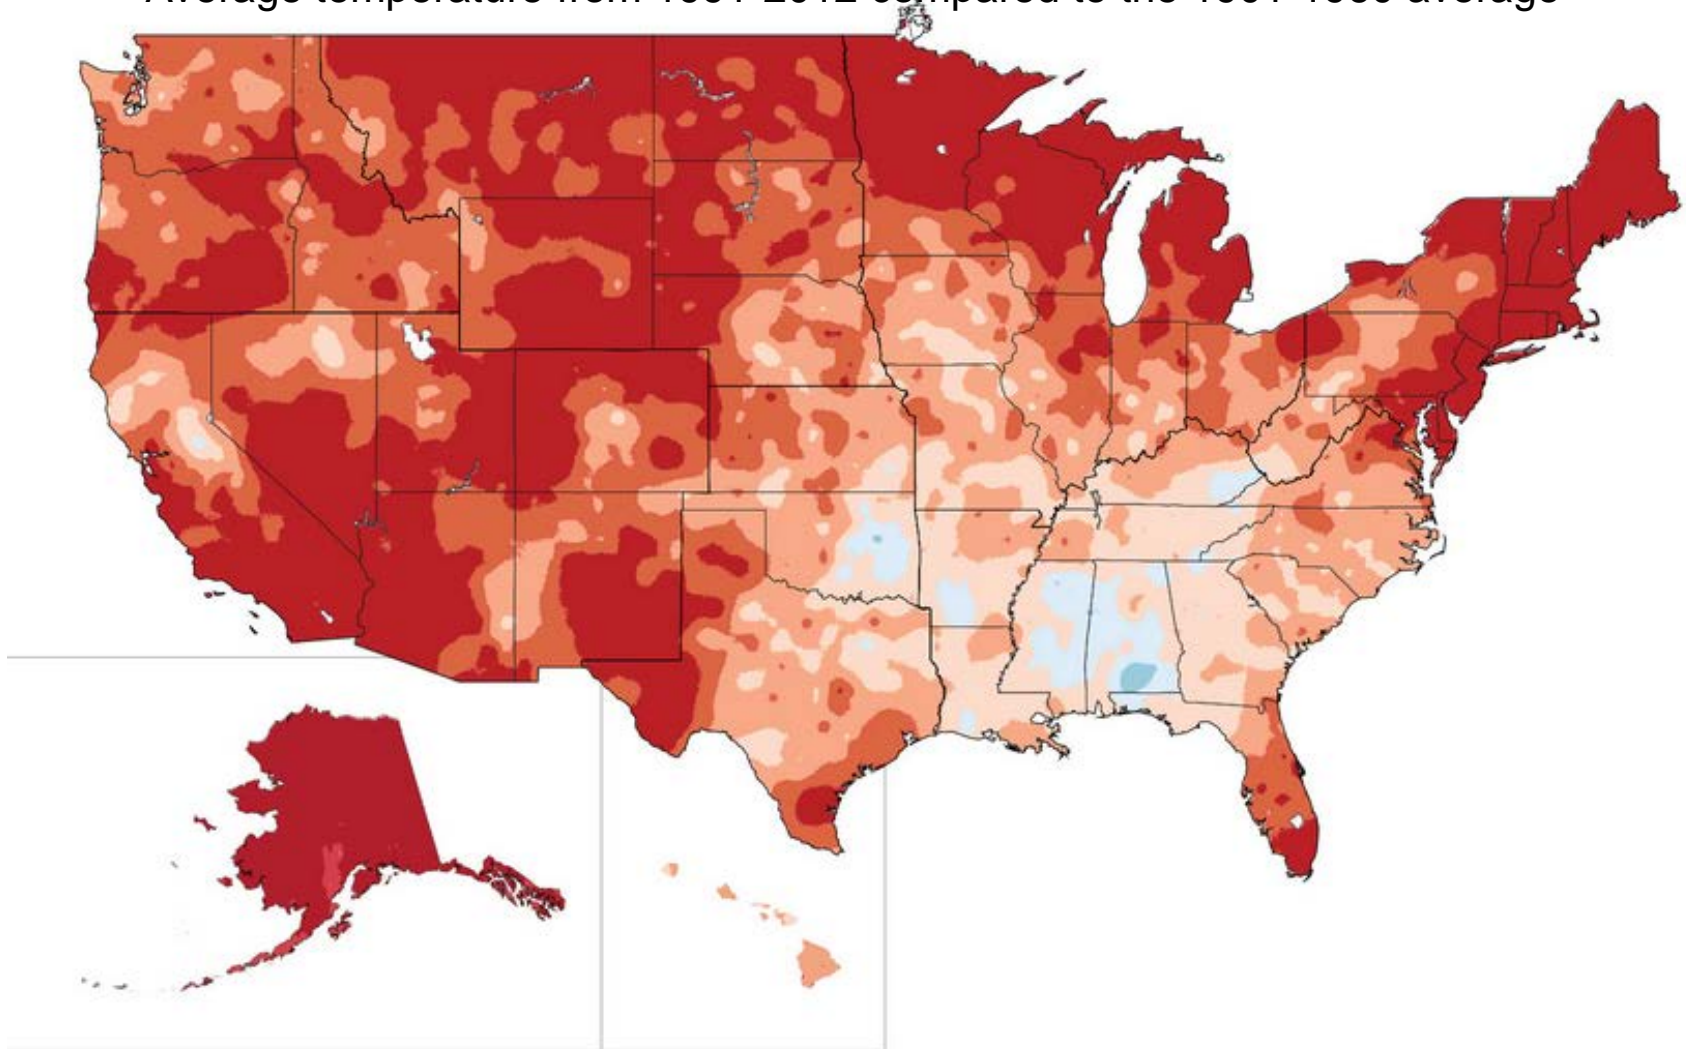 Average temperature from 1991-2012 compared to the 1901-1960 average